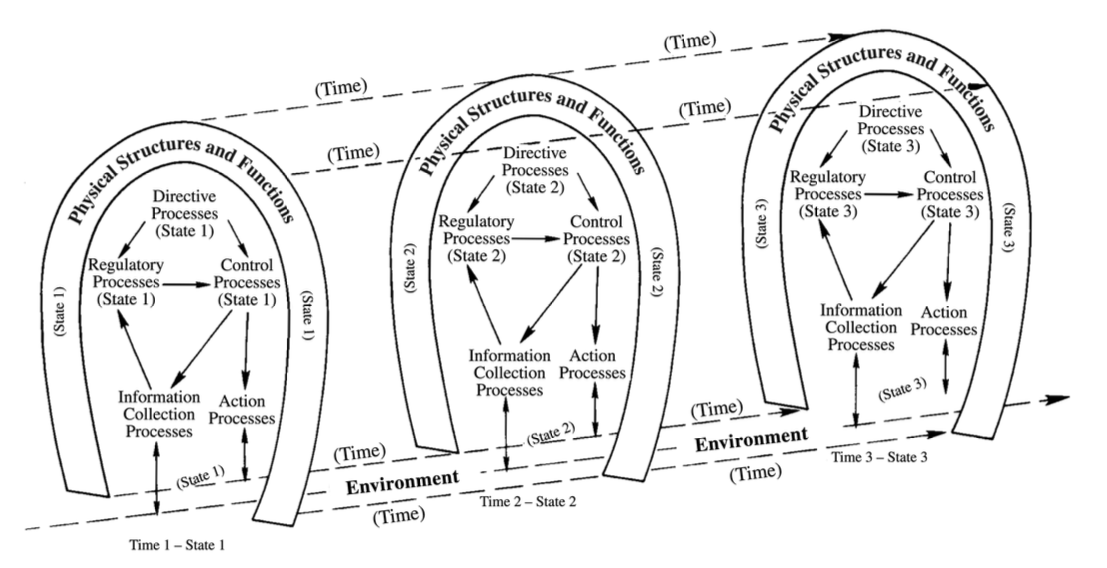 (Time)
(Time)
(Time)
(Time)
Physical Structures and Functions
Directive
Processes
(State 1)
Regulatory
Processes
(State 1)
Control
Processes
(State 1)
(State 1)
(State 1)
Information
Collection
Processes
Action
Processes
(State 1)
Time 1 – State 1
Physical Structures and Functions
Directive
Processes
(State 2)
Regulatory
Processes
(State 2)
Control
Processes
(State 2)
(State 2)
(State 2)
Information
Collection
Processes
Action
Processes
(State 2)
(Time)
Environment
(Time)
Time 2 – State 2
Physical Structures and Functions
Directive
Processes
(State 3)
Regulatory
Processes
(State 3)
Control
Processes
(State 3)
(State 3)
(State 3)
Information
Collection
Processes
Action
Processes
(State 3)
(Time)
Environment
(Time)
Time 3 – State 3